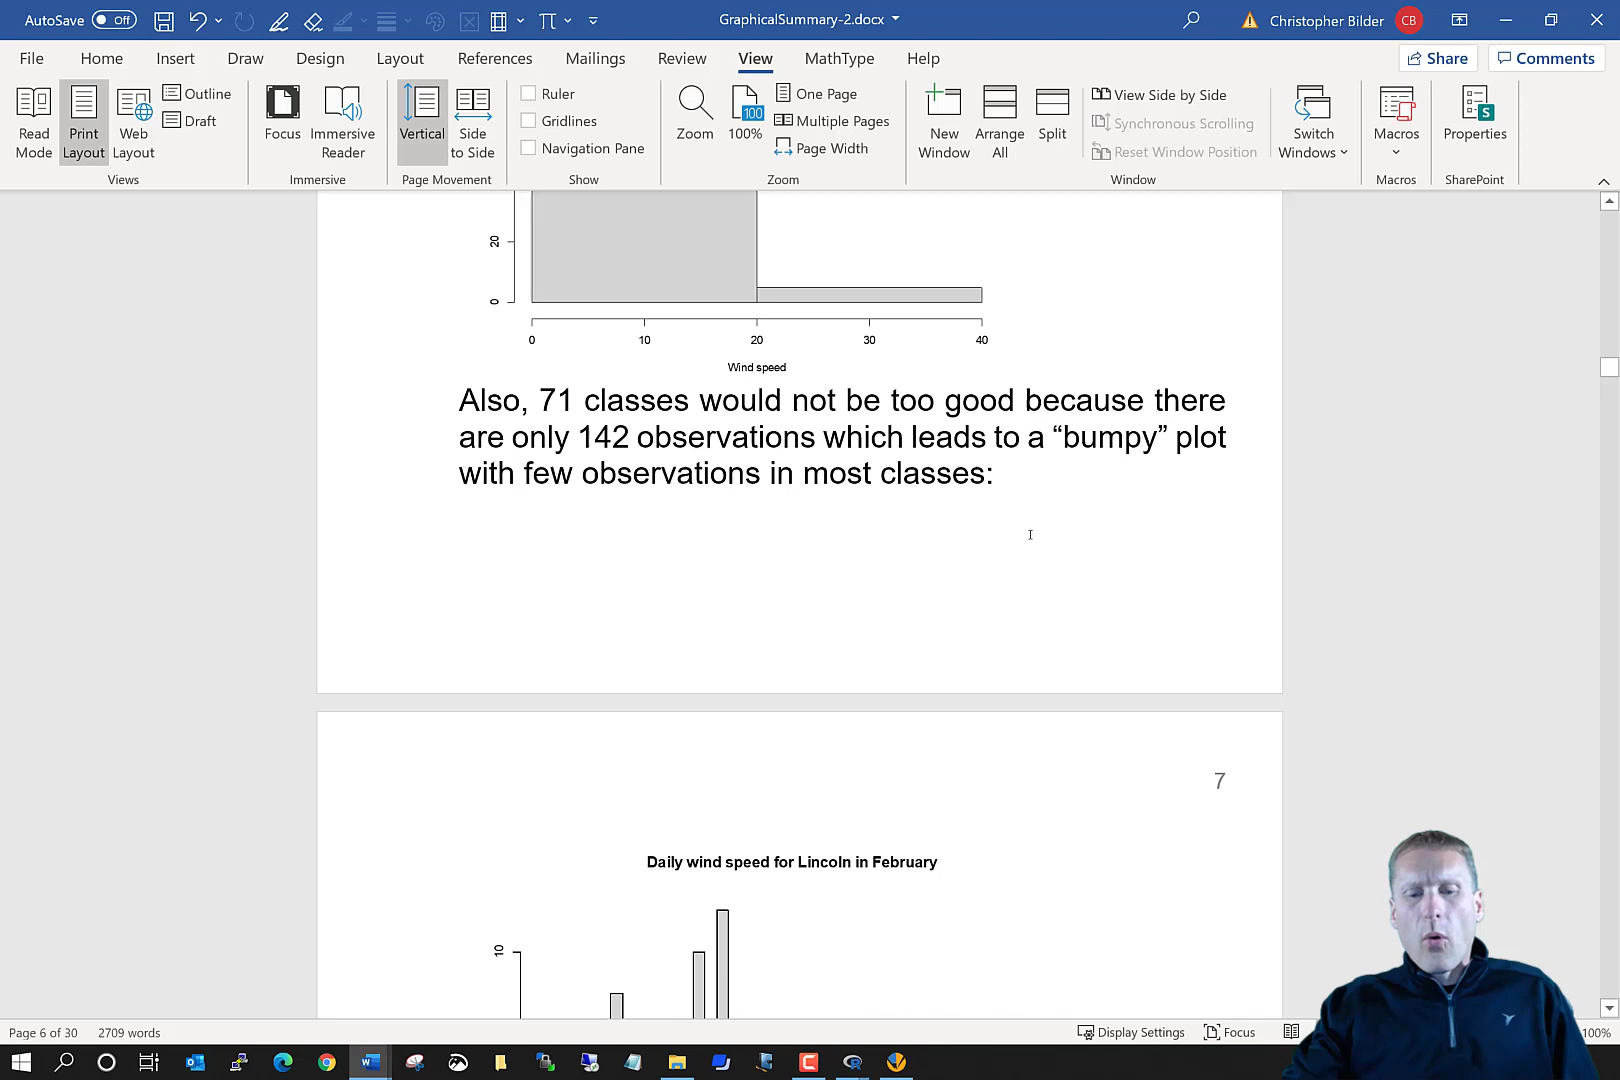 AutoSave Off GraphicalSummary-2.docx Christopher Bilder CB
File Home Insert Draw Design Layout References Mailings Review View MathType Help Share Comments
Read Mode
Print Layout
Web Layout
Outline
Draft
Views
Focus
Immersive Reader
Immersive
Vertical
Side to Side
Page Movement
Ruler
Gridlines
Navigation Pane
Show
Zoom
100
100%
One Page
Multiple Pages
Page Width
Zoom
New Window
Arrange All
Split
View Side by Side
Synchronous Scrolling
Reset Window Position
Window
Switch Windows
Macros
Macros
Properties
SharePoint
20
0
0 10 20 30 40
Wind speed
Also, 71 classes would not be too good because there
are only 142 observations which leads to a “bumpy” plot
with few observations in most classes:
7
Daily wind speed for Lincoln in February
10
Page 6 of 30 2709 words Display Settings Focus 100%